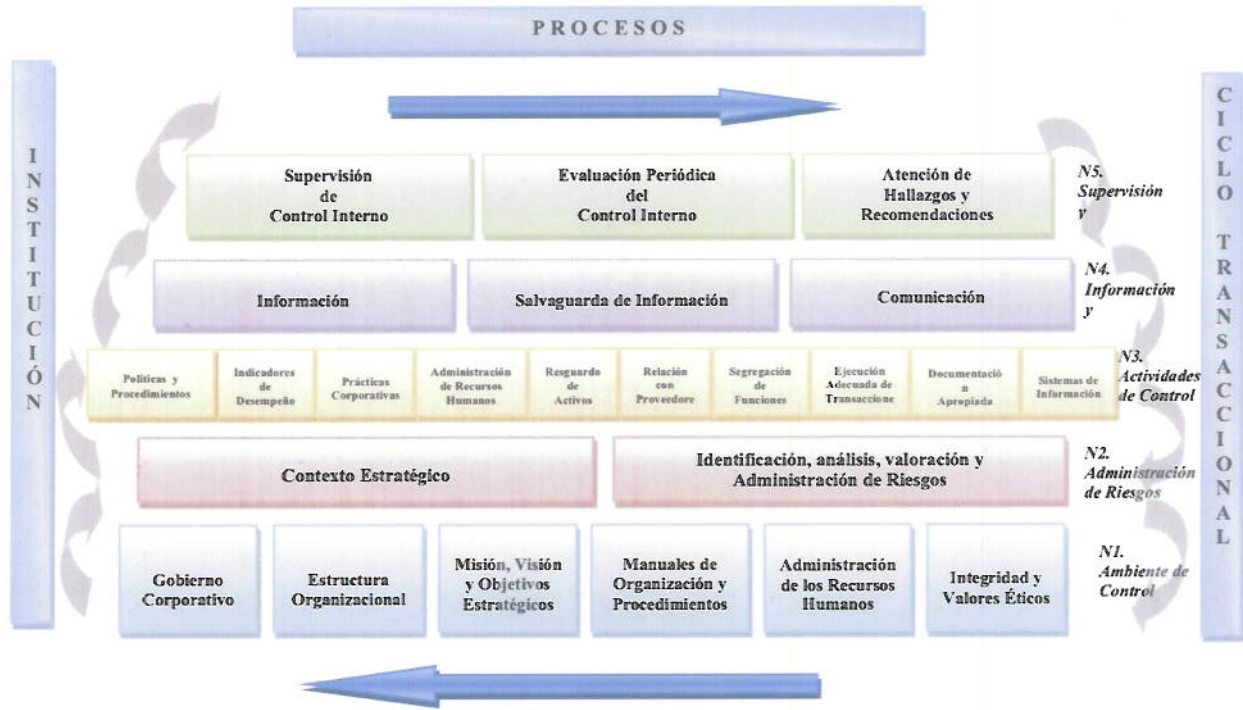 PROCESOS
INSTITUCIÓN
CICLO TRANSACCIONAL
Supervisión
de
Control Interno
Evaluación Periódica
del
Control Interno
Atención de
Hallazgos y
Recomendaciones
N5.
Supervisión
y
Información
Salvaguarda de Información
Comunicación
N4.
Información
y
Políticas y
Procedimientos
Indicadores
de
Desempeño
Prácticas
Corporativas
Administración
de Recursos
Humanos
Resguardo
de
Activos
Relación
con
Proveedore
Segregación
de
Funciones
Ejecución
Adecuada de
Transaccione
Documentació
n
Apropiada
Sistemas de
Información
N3.
Actividades
de Control
Contexto Estratégico
Identificación, análisis, valoración y
Administración de Riesgos
N2.
Administración
de Riesgos
Gobierno
Corporativo
Estructura
Organizacional
Misión, Visión
y Objetivos
Estratégicos
Manuales de
Organización y
Procedimientos
Administración
de los Recursos
Humanos
Integridad y
Valores Éticos
N1.
Ambiente de
Control